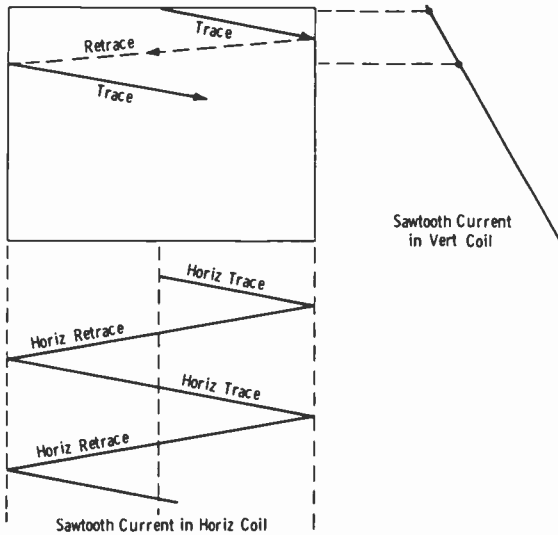 Trace
Retrace
Trace
Sawtooth Current
in Vert Coil
Horiz Trace
Horiz Retrace
Horiz Trace
Horiz Retrace
Sawtooth Current in Horiz Coil